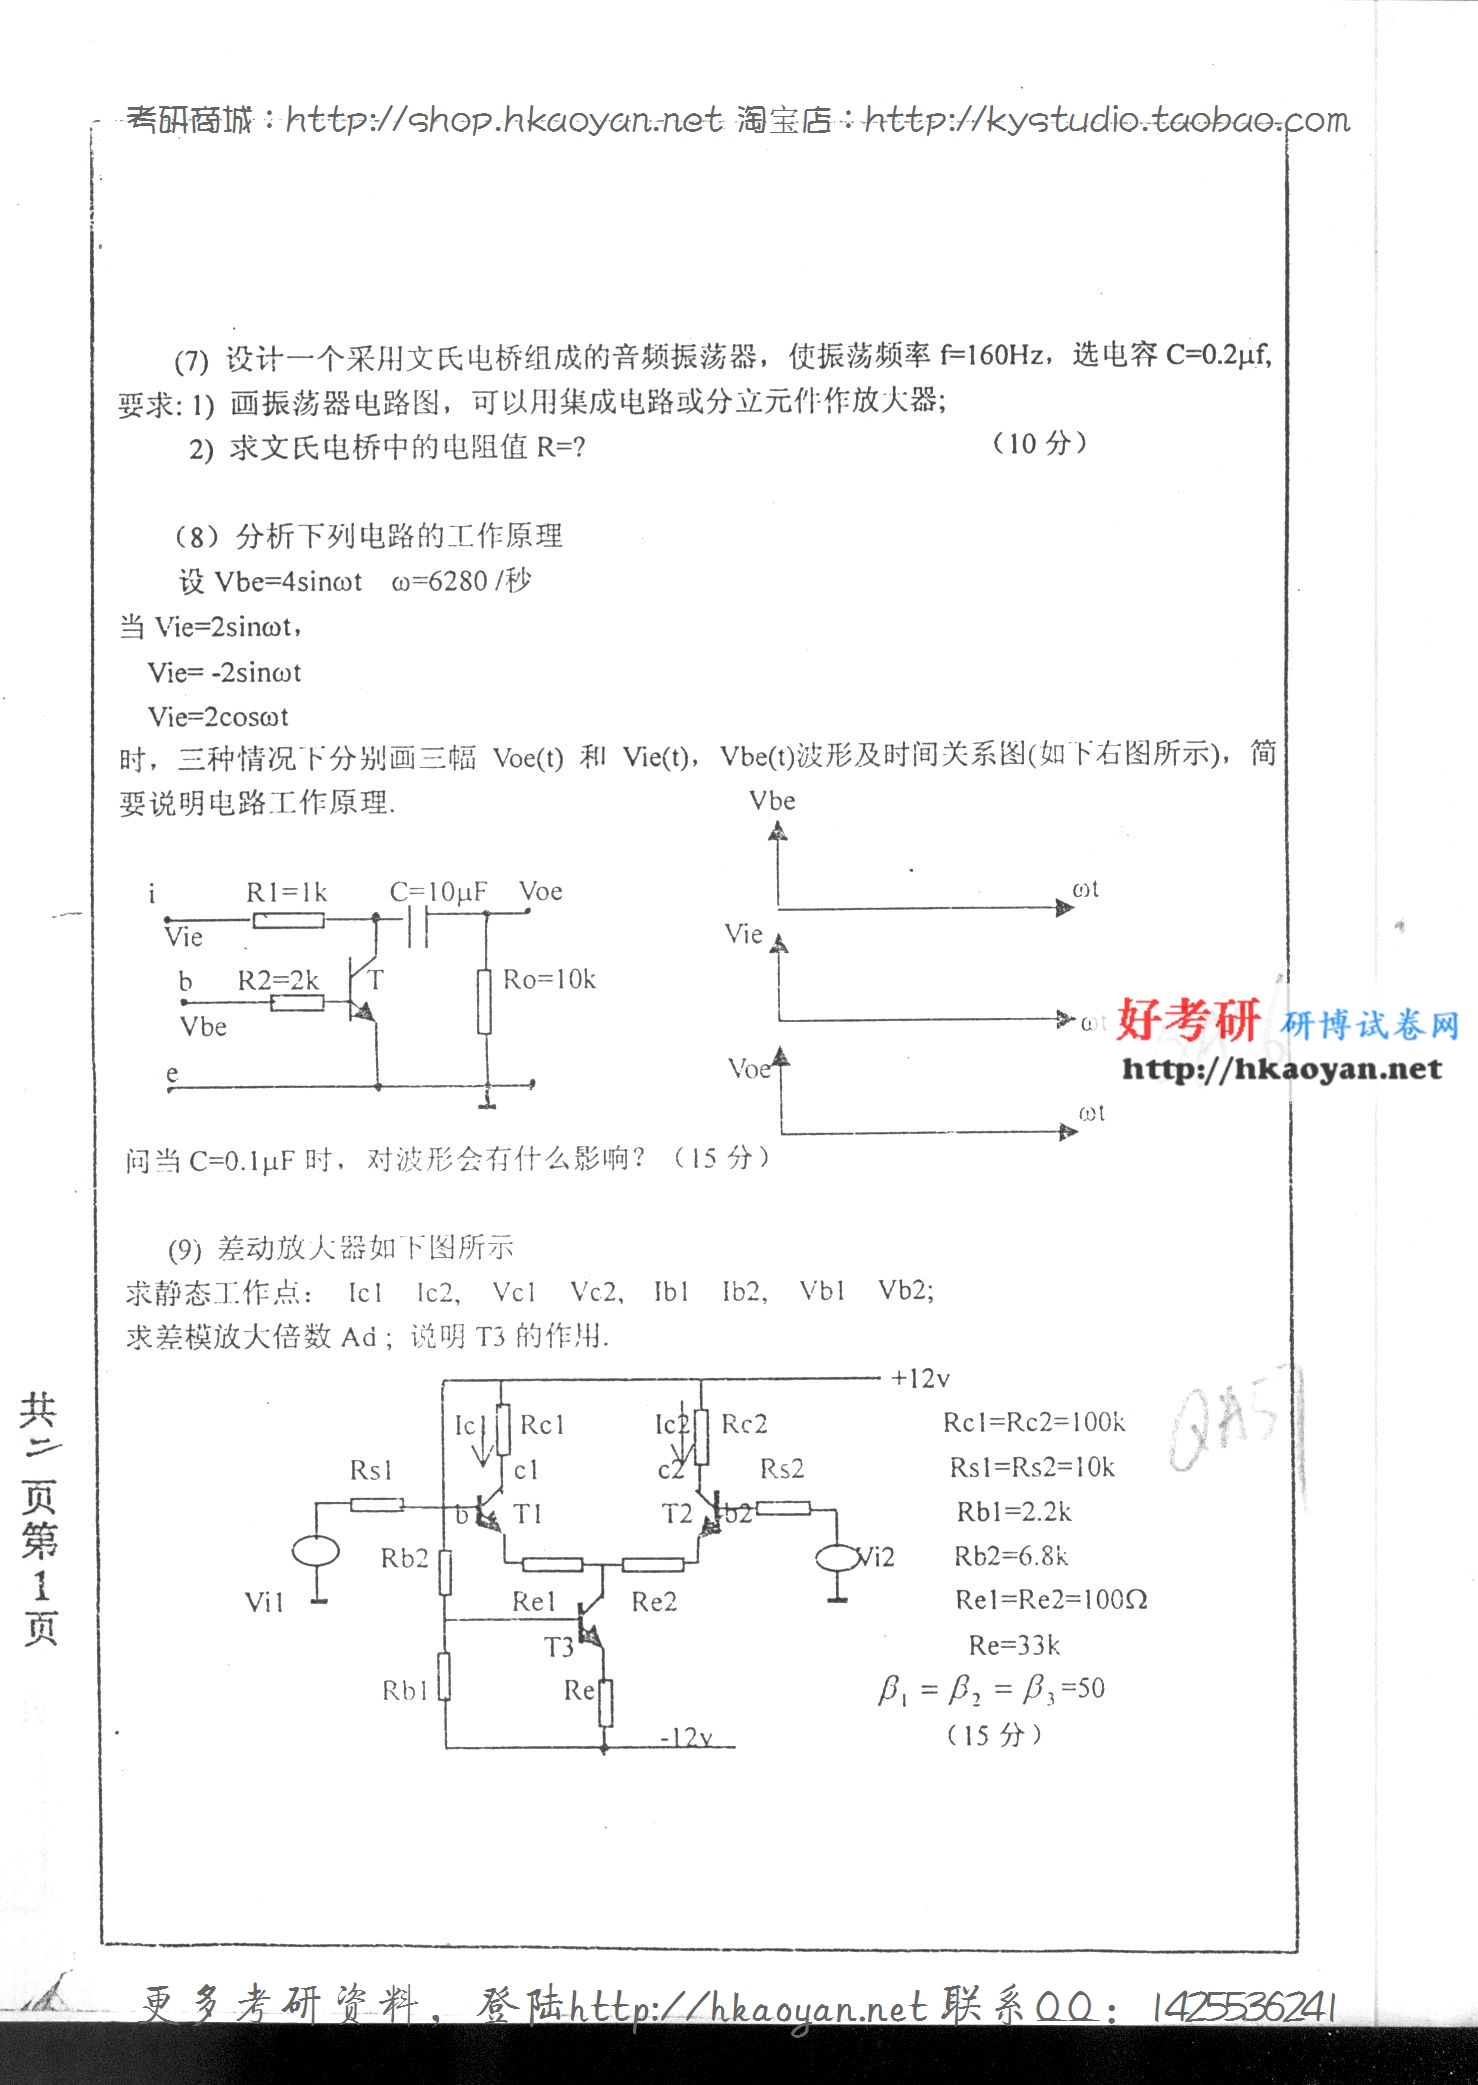 考研商城：http://shop.hkaoyan.net 淘宝店：http://kystudio.taobao.com
(7) 设计一个采用文氏电桥组成的音频振荡器，使振荡频率 f=160Hz，选电容 C=0.2μf,
要求: 1) 画振荡器电路图，可以用集成电路或分立元件作放大器;
2) 求文氏电桥中的电阻值 R=? （10 分）
（8）分析下列电路的工作原理
设 Vbe=4sinωt ω=6280 /秒
当 Vie=2sinωt，
Vie= -2sinωt
Vie=2cosωt
时，三种情况下分别画三幅 Voe(t) 和 Vie(t)，Vbe(t)波形及时间关系图(如下右图所示)，简
要说明电路工作原理.
Vbe
i R1=1k C=10μF Voe
ωt
Vie
Vie
b R2=2k T Ro=10k
Vbe
ωt
好考研 研博试卷网
http://hkaoyan.net
e
Voe
ωt
问当 C=0.1μF 时，对波形会有什么影响？（15 分）
(9) 差动放大器如下图所示
求静态工作点： Ic1 Ic2, Vc1 Vc2, Ib1 Ib2, Vb1 Vb2;
求差模放大倍数 Ad ; 说明 T3 的作用.
+12v
Ic1 Rc1 Ic2 Rc2 Rc1=Rc2=100k
QA57
Rs1 c1 c2 Rs2 Rs1=Rs2=10k
b T1 T2 b2 Rb1=2.2k
Rb2 Vi2 Rb2=6.8k
Vi1 Re1 Re2 Re1=Re2=100Ω
T3 Re=33k
Rb1 Re β₁ = β₂ = β₃=50
-12v （15 分）
共二页第1页
更多考研资料，登陆http://hkaoyan.net 联系QQ：1425536241